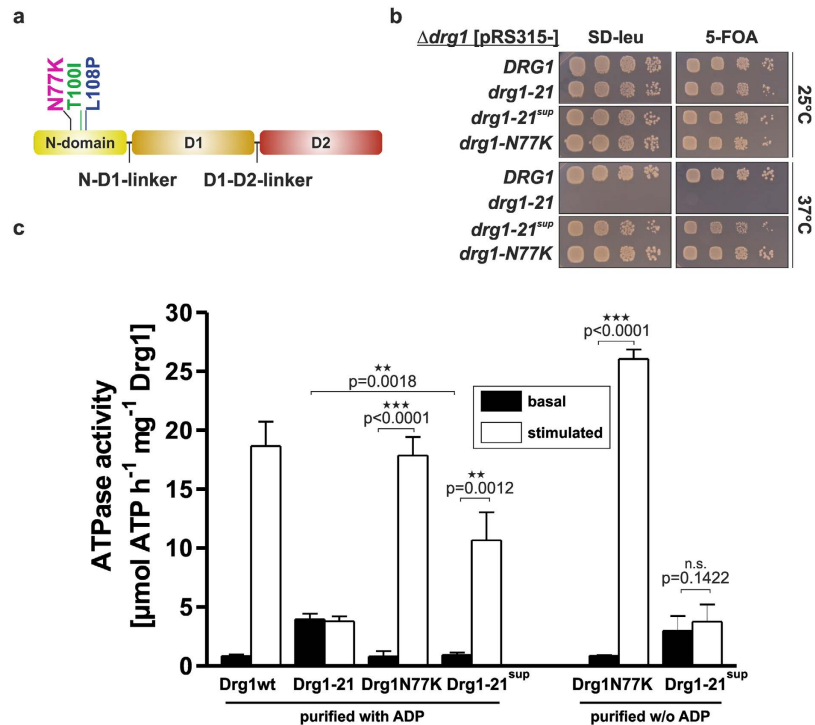 a
N77K
T100I
L108P
N-domain
D1
D2
N-D1-linker
D1-D2-linker
b
Δdrg1 [pRS315-]
SD-leu
5-FOA
DRG1
drg1-21
drg1-21sup
drg1-N77K
25°C
DRG1
drg1-21
drg1-21sup
drg1-N77K
37°C
c
ATPase activity
[µmol ATP h-1 mg-1 Drg1]
30
25
20
15
10
5
0
★★
p=0.0018
★★★
p<0.0001
★★
p=0.0012
★★★
p<0.0001
n.s.
p=0.1422
basal
stimulated
Drg1wt
Drg1-21
Drg1N77K
Drg1-21sup
Drg1N77K
Drg1-21sup
purified with ADP
purified w/o ADP